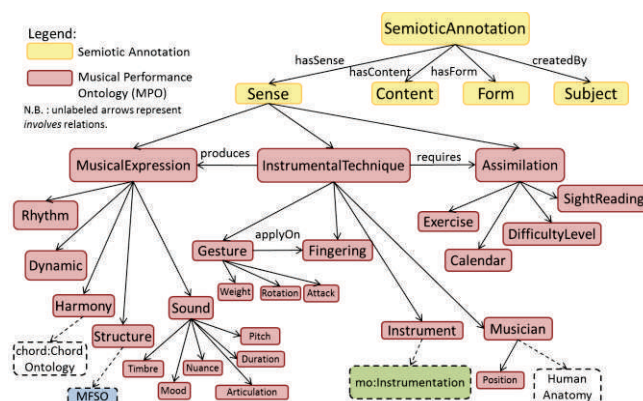 Legend:
Semiotic Annotation
Musical Performance
Ontology (MPO)
N.B. : unlabeled arrows represent
involves relations.
SemioticAnnotation
hasSense
hasContent
hasForm
createdBy
Sense
Content
Form
Subject
MusicalExpression
produces
InstrumentalTechnique
requires
Assimilation
Rhythm
Dynamic
Harmony
Structure
Sound
chord:Chord
Ontology
MFSO
Timbre
Mood
Nuance
Articulation
Duration
Pitch
Gesture
applyOn
Fingering
Weight
Rotation
Attack
Instrument
mo:Instrumentation
Musician
Position
Human
Anatomy
Exercise
Calendar
DifficultyLevel
SightReading